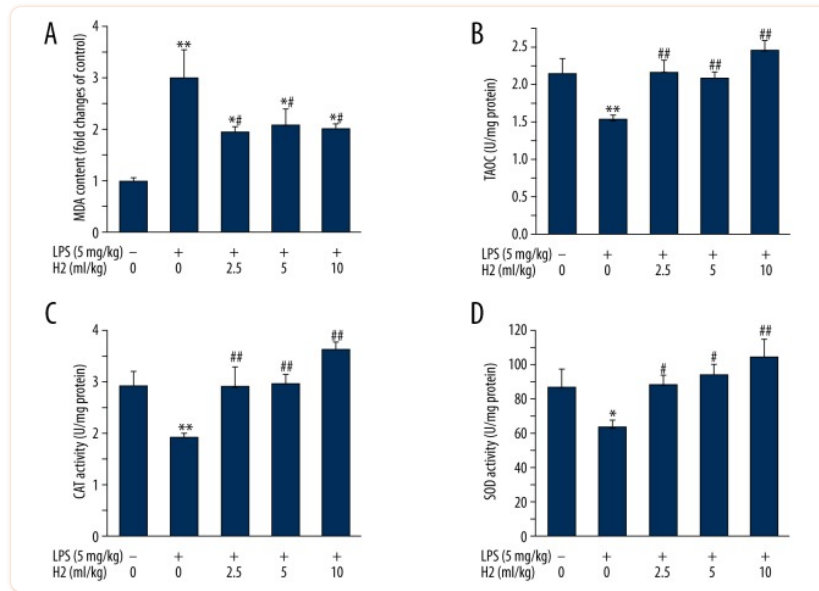 A
MDA content (fold changes of control)
4
3
2
1
0
**
*#
*#
*#
LPS (5 mg/kg) – + + + +
H2 (ml/kg) 0 0 2.5 5 10
B
TAOC (U/mg protein)
2.5
2.0
1.5
1.0
0.5
0.0
**
##
##
##
LPS (5 mg/kg) – + + + +
H2 (ml/kg) 0 0 2.5 5 10
C
CAT activity (U/mg protein)
4
3
2
1
0
**
##
##
##
LPS (5 mg/kg) – + + + +
H2 (ml/kg) 0 0 2.5 5 10
D
SOD activity (U/mg protein)
120
100
80
60
40
20
0
*
#
#
##
LPS (5 mg/kg) – + + + +
H2 (ml/kg) 0 0 2.5 5 10